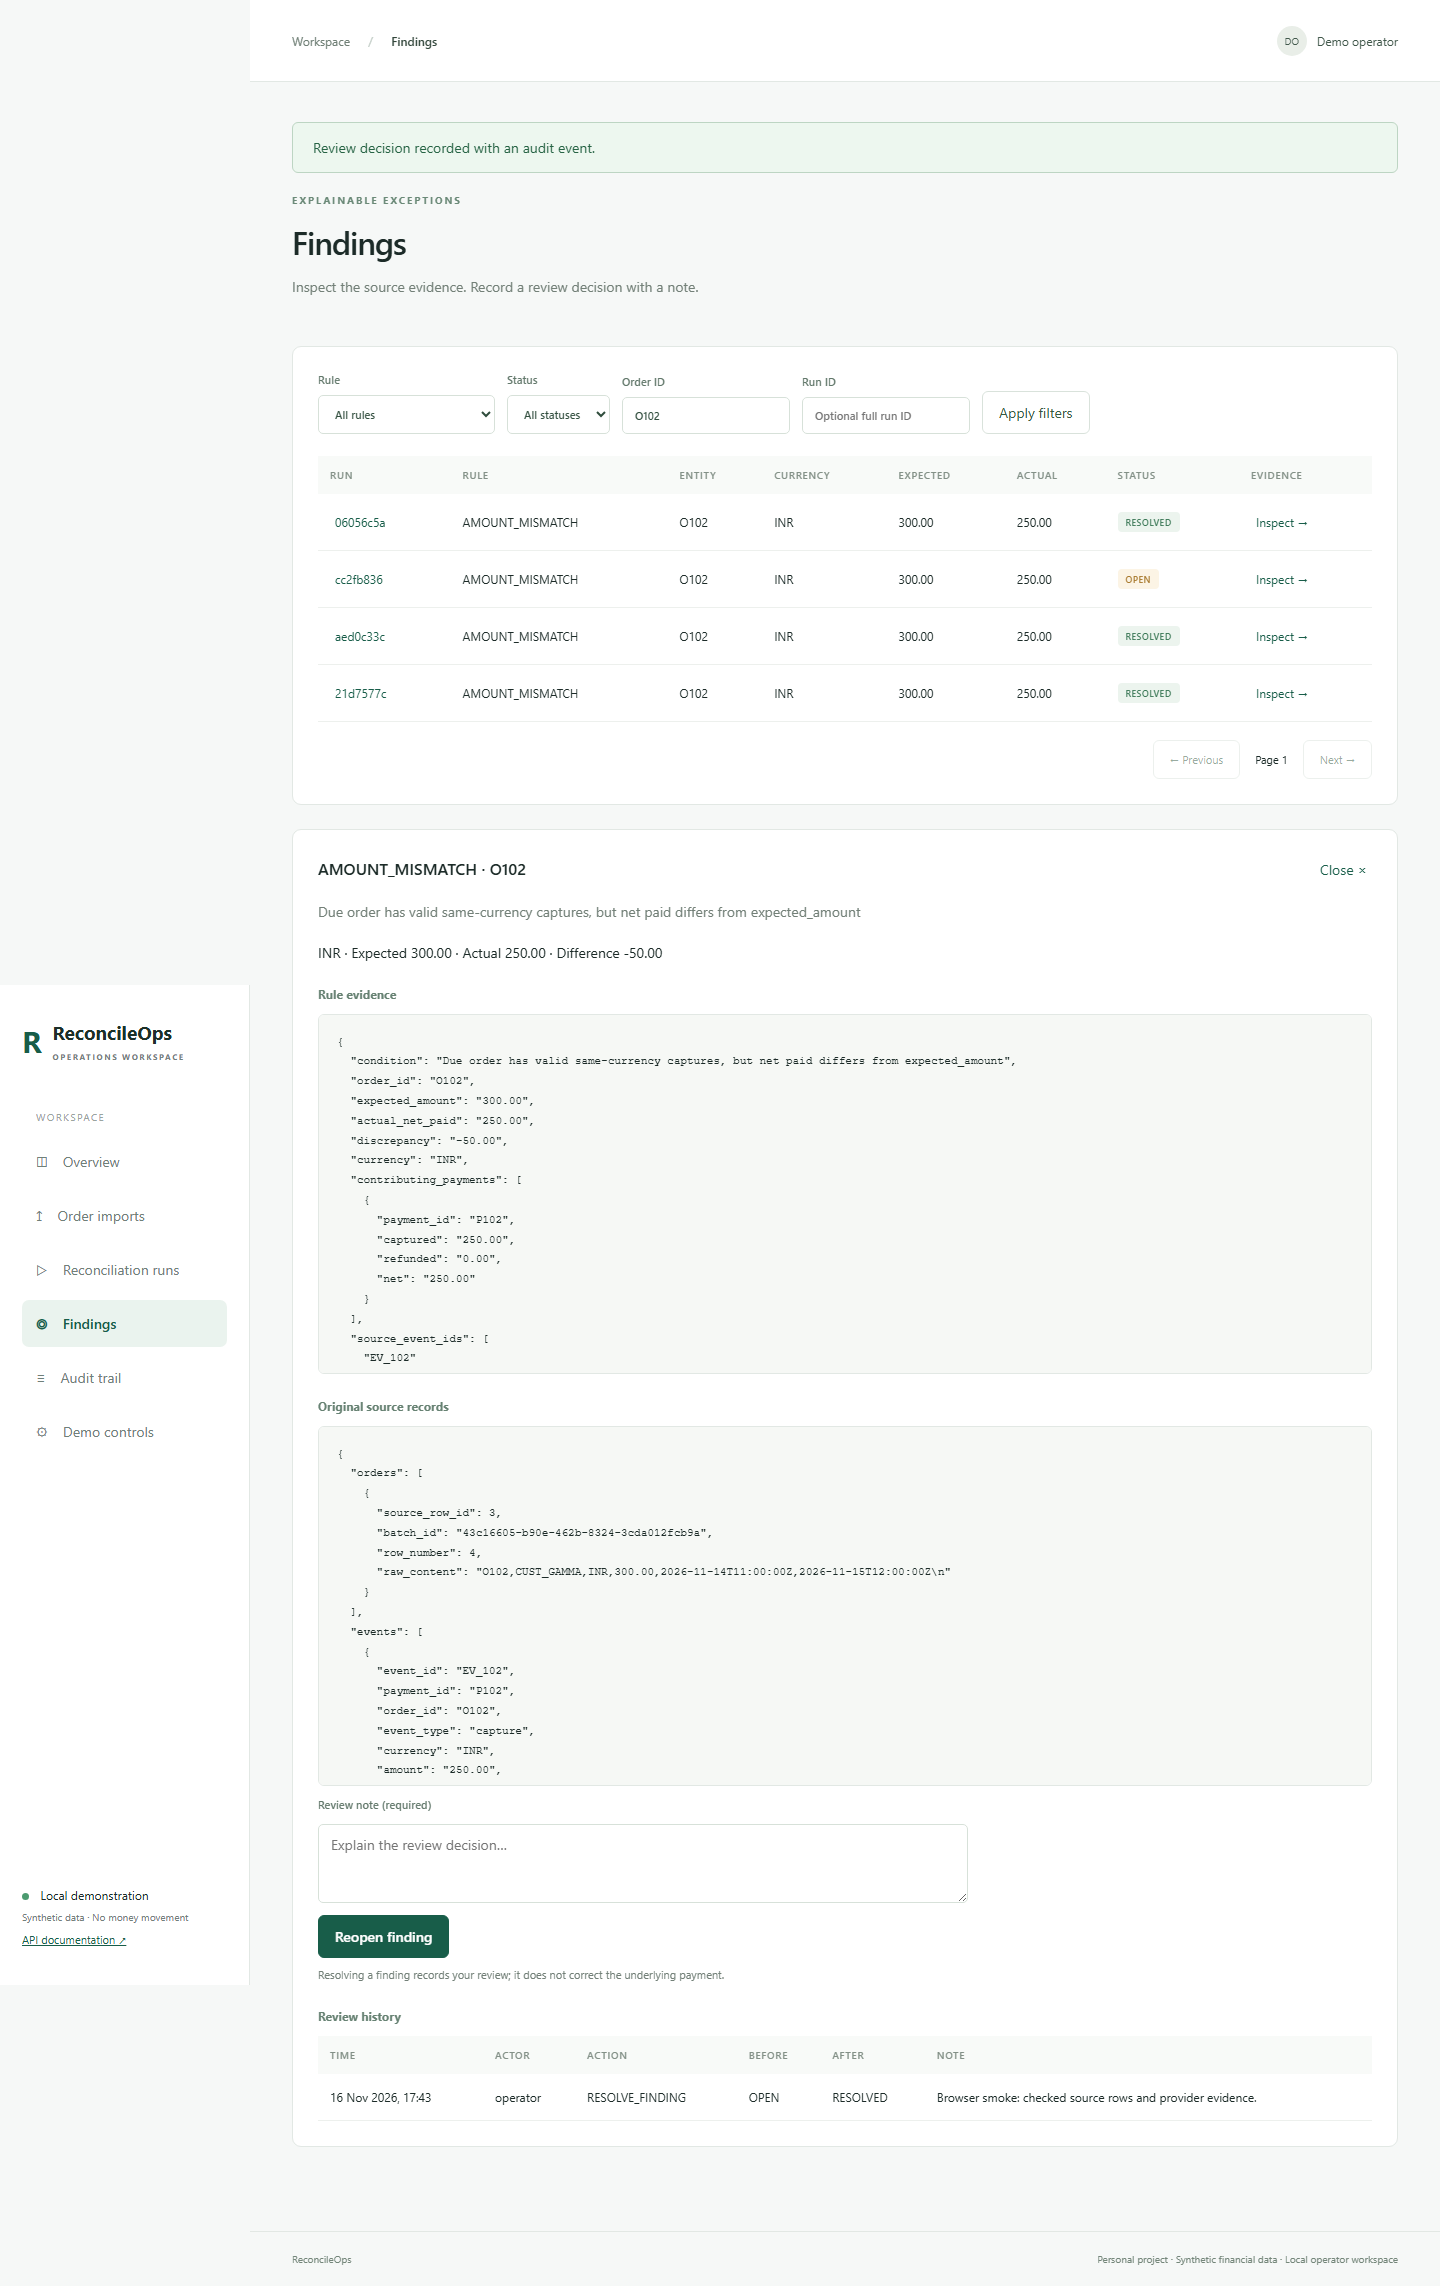 Workspace / Findings
DO Demo operator
Review decision recorded with an audit event.
EXPLAINABLE EXCEPTIONS
Findings
Inspect the source evidence. Record a review decision with a note.
Rule Status Order ID Run ID
All rules All statuses O102 Optional full run ID Apply filters
RUN RULE ENTITY CURRENCY EXPECTED ACTUAL STATUS EVIDENCE
06056c5a AMOUNT_MISMATCH O102 INR 300.00 250.00 RESOLVED Inspect →
cc2fb836 AMOUNT_MISMATCH O102 INR 300.00 250.00 OPEN Inspect →
aed0c33c AMOUNT_MISMATCH O102 INR 300.00 250.00 RESOLVED Inspect →
21d7577c AMOUNT_MISMATCH O102 INR 300.00 250.00 RESOLVED Inspect →
← Previous Page 1 Next →
AMOUNT_MISMATCH · O102 Close ×
Due order has valid same-currency captures, but net paid differs from expected_amount
INR · Expected 300.00 · Actual 250.00 · Difference -50.00
Rule evidence
{
"condition": "Due order has valid same-currency captures, but net paid differs from expected_amount",
"order_id": "O102",
"expected_amount": "300.00",
"actual_net_paid": "250.00",
"discrepancy": "-50.00",
"currency": "INR",
"contributing_payments": [
{
"payment_id": "P102",
"captured": "250.00",
"refunded": "0.00",
"net": "250.00"
}
],
"source_event_ids": [
"EV_102"
Original source records
{
"orders": [
{
"source_row_id": 3,
"batch_id": "43c16605-b90e-462b-8324-3cda012fcb9a",
"row_number": 4,
"raw_content": "O102,CUST_GAMMA,INR,300.00,2026-11-14T11:00:00Z,2026-11-15T12:00:00Z\n"
}
],
"events": [
{
"event_id": "EV_102",
"payment_id": "P102",
"order_id": "O102",
"event_type": "capture",
"currency": "INR",
"amount": "250.00",
Review note (required)
Explain the review decision...
Reopen finding
Resolving a finding records your review; it does not correct the underlying payment.
Review history
TIME ACTOR ACTION BEFORE AFTER NOTE
16 Nov 2026, 17:43 operator RESOLVE_FINDING OPEN RESOLVED Browser smoke: checked source rows and provider evidence.
R ReconcileOps
OPERATIONS WORKSPACE
WORKSPACE
Overview
Order imports
Reconciliation runs
Findings
Audit trail
Demo controls
Local demonstration
Synthetic data · No money movement
API documentation ↗
ReconcileOps
Personal project · Synthetic financial data · Local operator workspace